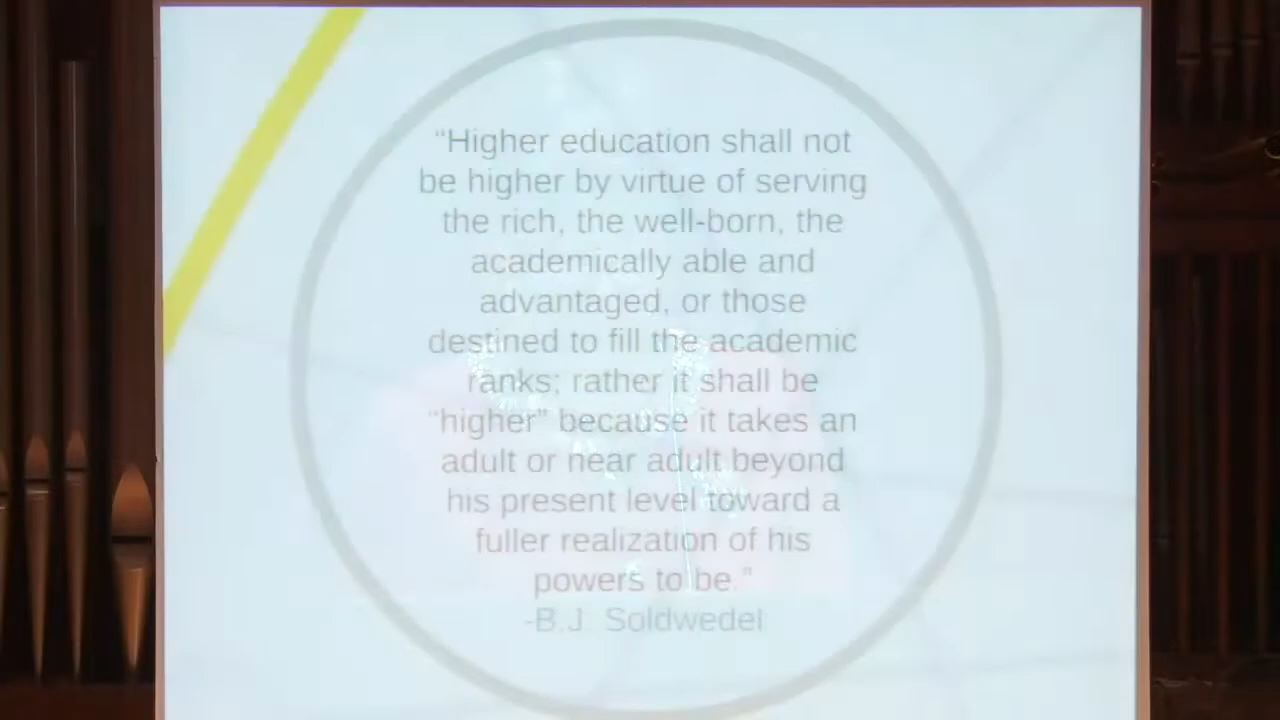 “Higher education shall not
be higher by virtue of serving
the rich, the well-born, the
academically able and
advantaged, or those
destined to fill the academic
ranks; rather it shall be
“higher” because it takes an
adult or near adult beyond
his present level toward a
fuller realization of his
powers to be.”
-B.J. Soldwedel